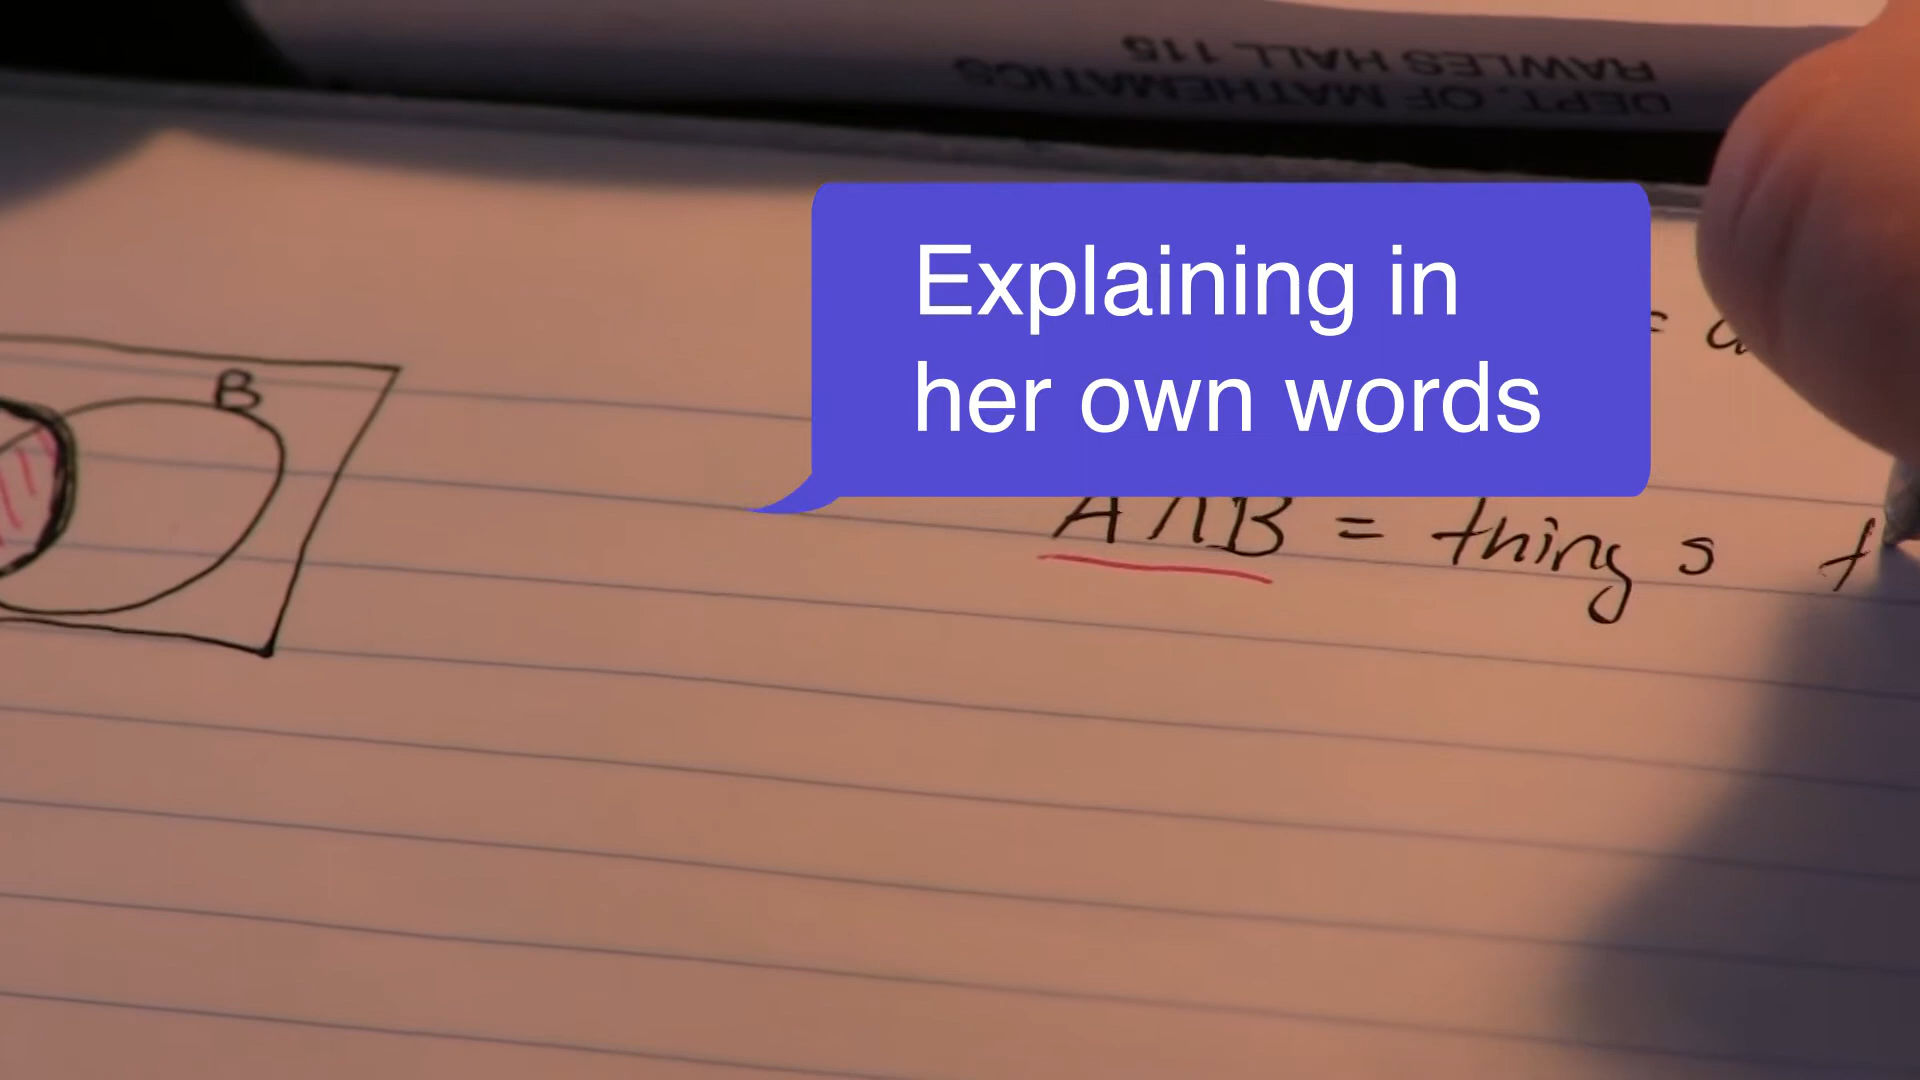 RAWLES HALL 115
DEPT. OF MATHEMATICS
Explaining in
her own words
B
A∩B = things